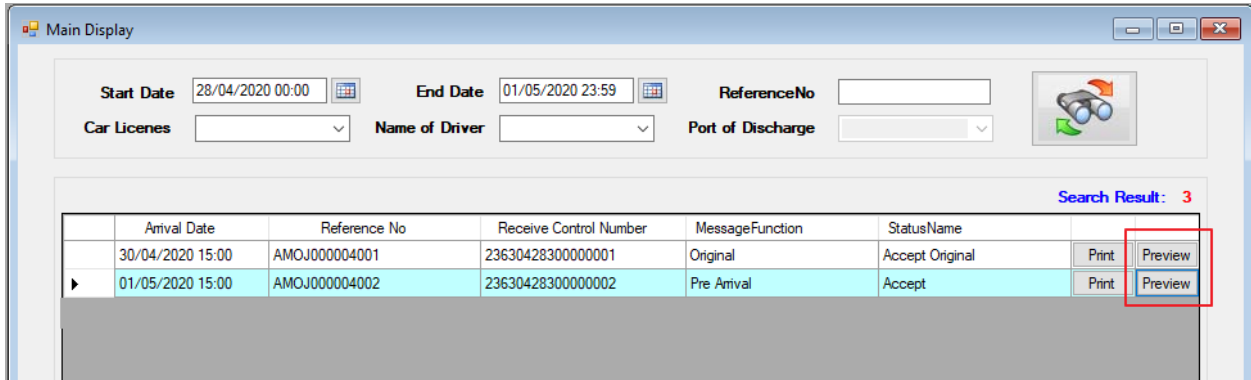 Main Display
Start Date 28/04/2020 00:00 End Date 01/05/2020 23:59 ReferenceNo
Car Licenes Name of Driver Port of Discharge
Search Result: 3
Arrival Date Reference No Receive Control Number MessageFunction StatusName
30/04/2020 15:00 AMOJ000004001 23630428300000001 Original Accept Original Print Preview
01/05/2020 15:00 AMOJ000004002 23630428300000002 Pre Arrival Accept Print Preview